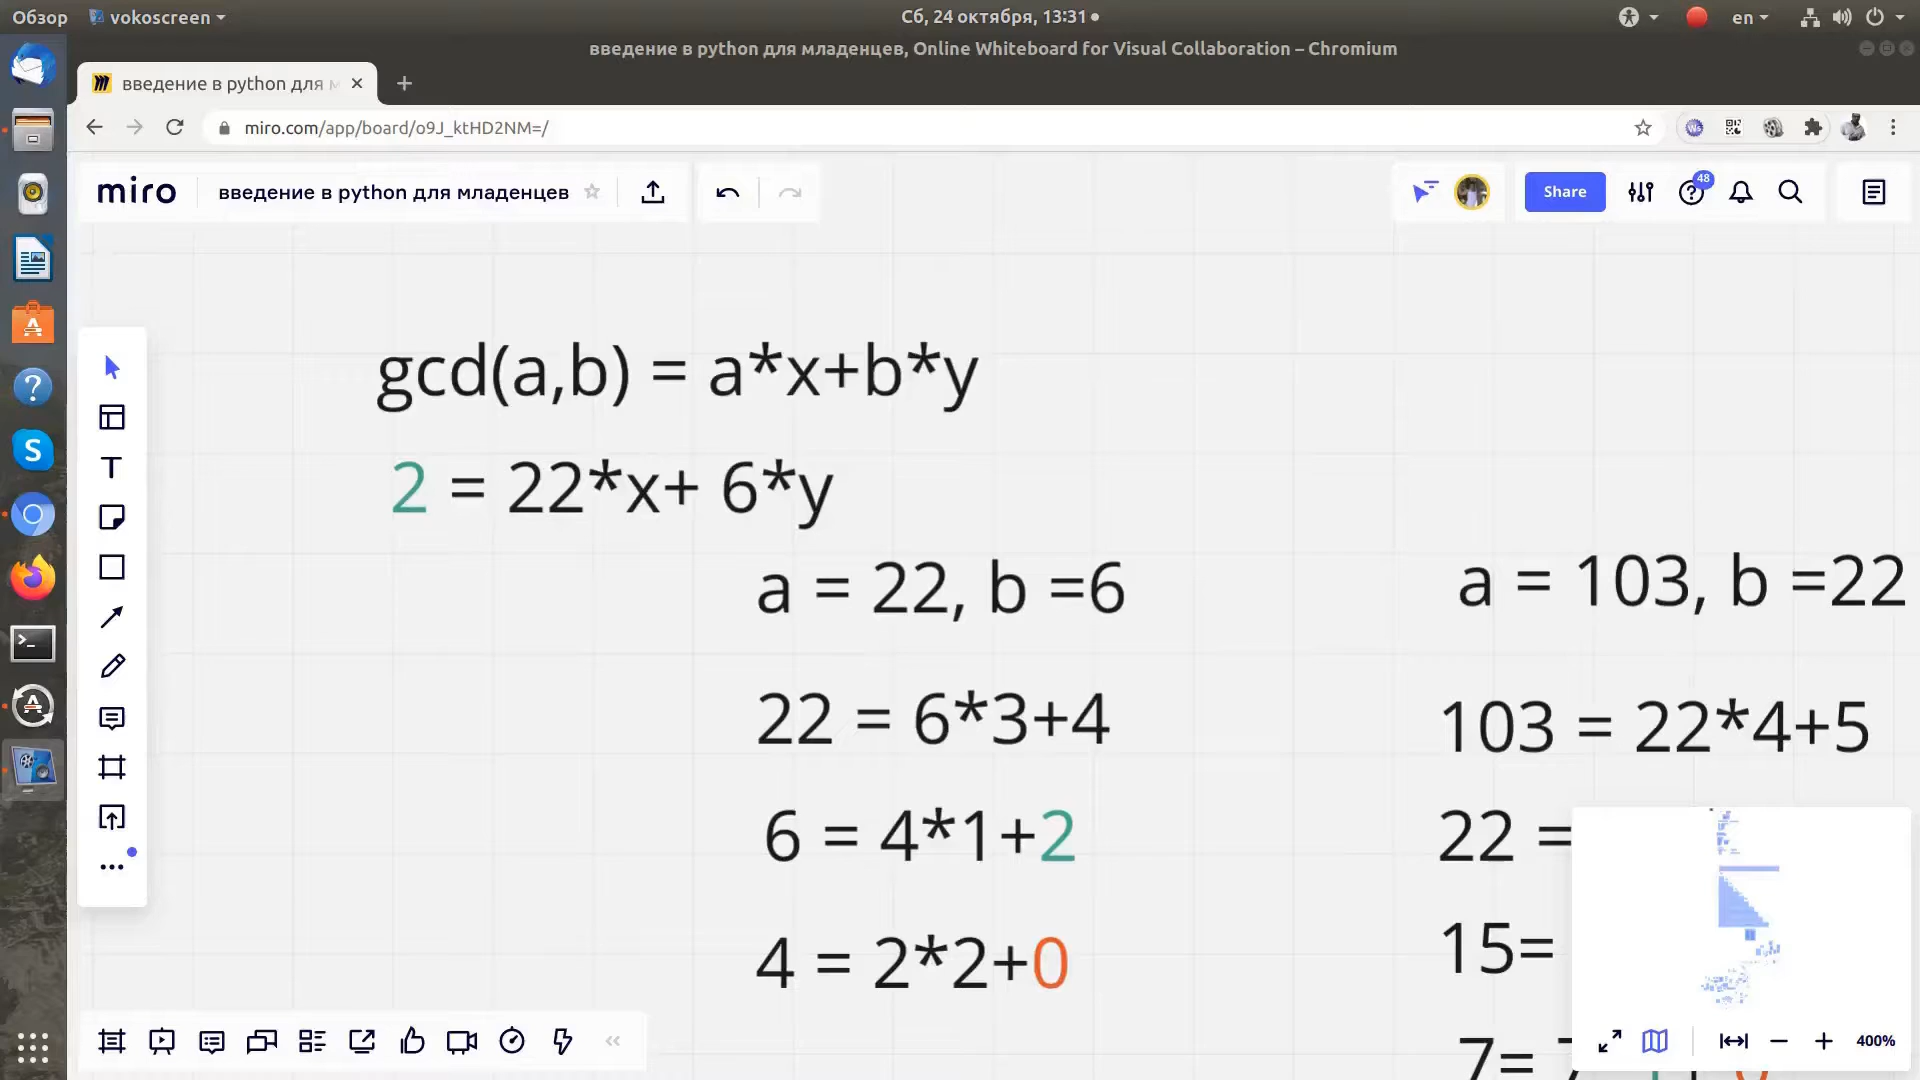 Обзор
vokoscreen
Сб, 24 октября, 13:31
en
введение в python для младенцев, Online Whiteboard for Visual Collaboration – Chromium
введение в python для
miro.com/app/board/o9J_ktHD2NM=/
miro
введение в python для младенцев
Share
48
gcd(a,b) = a*x+b*y
2 = 22*x+ 6*y
a = 22, b =6
22 = 6*3+4
6 = 4*1+2
4 = 2*2+0
a = 103, b =22
103 = 22*4+5
22 =
15=
7=
400%